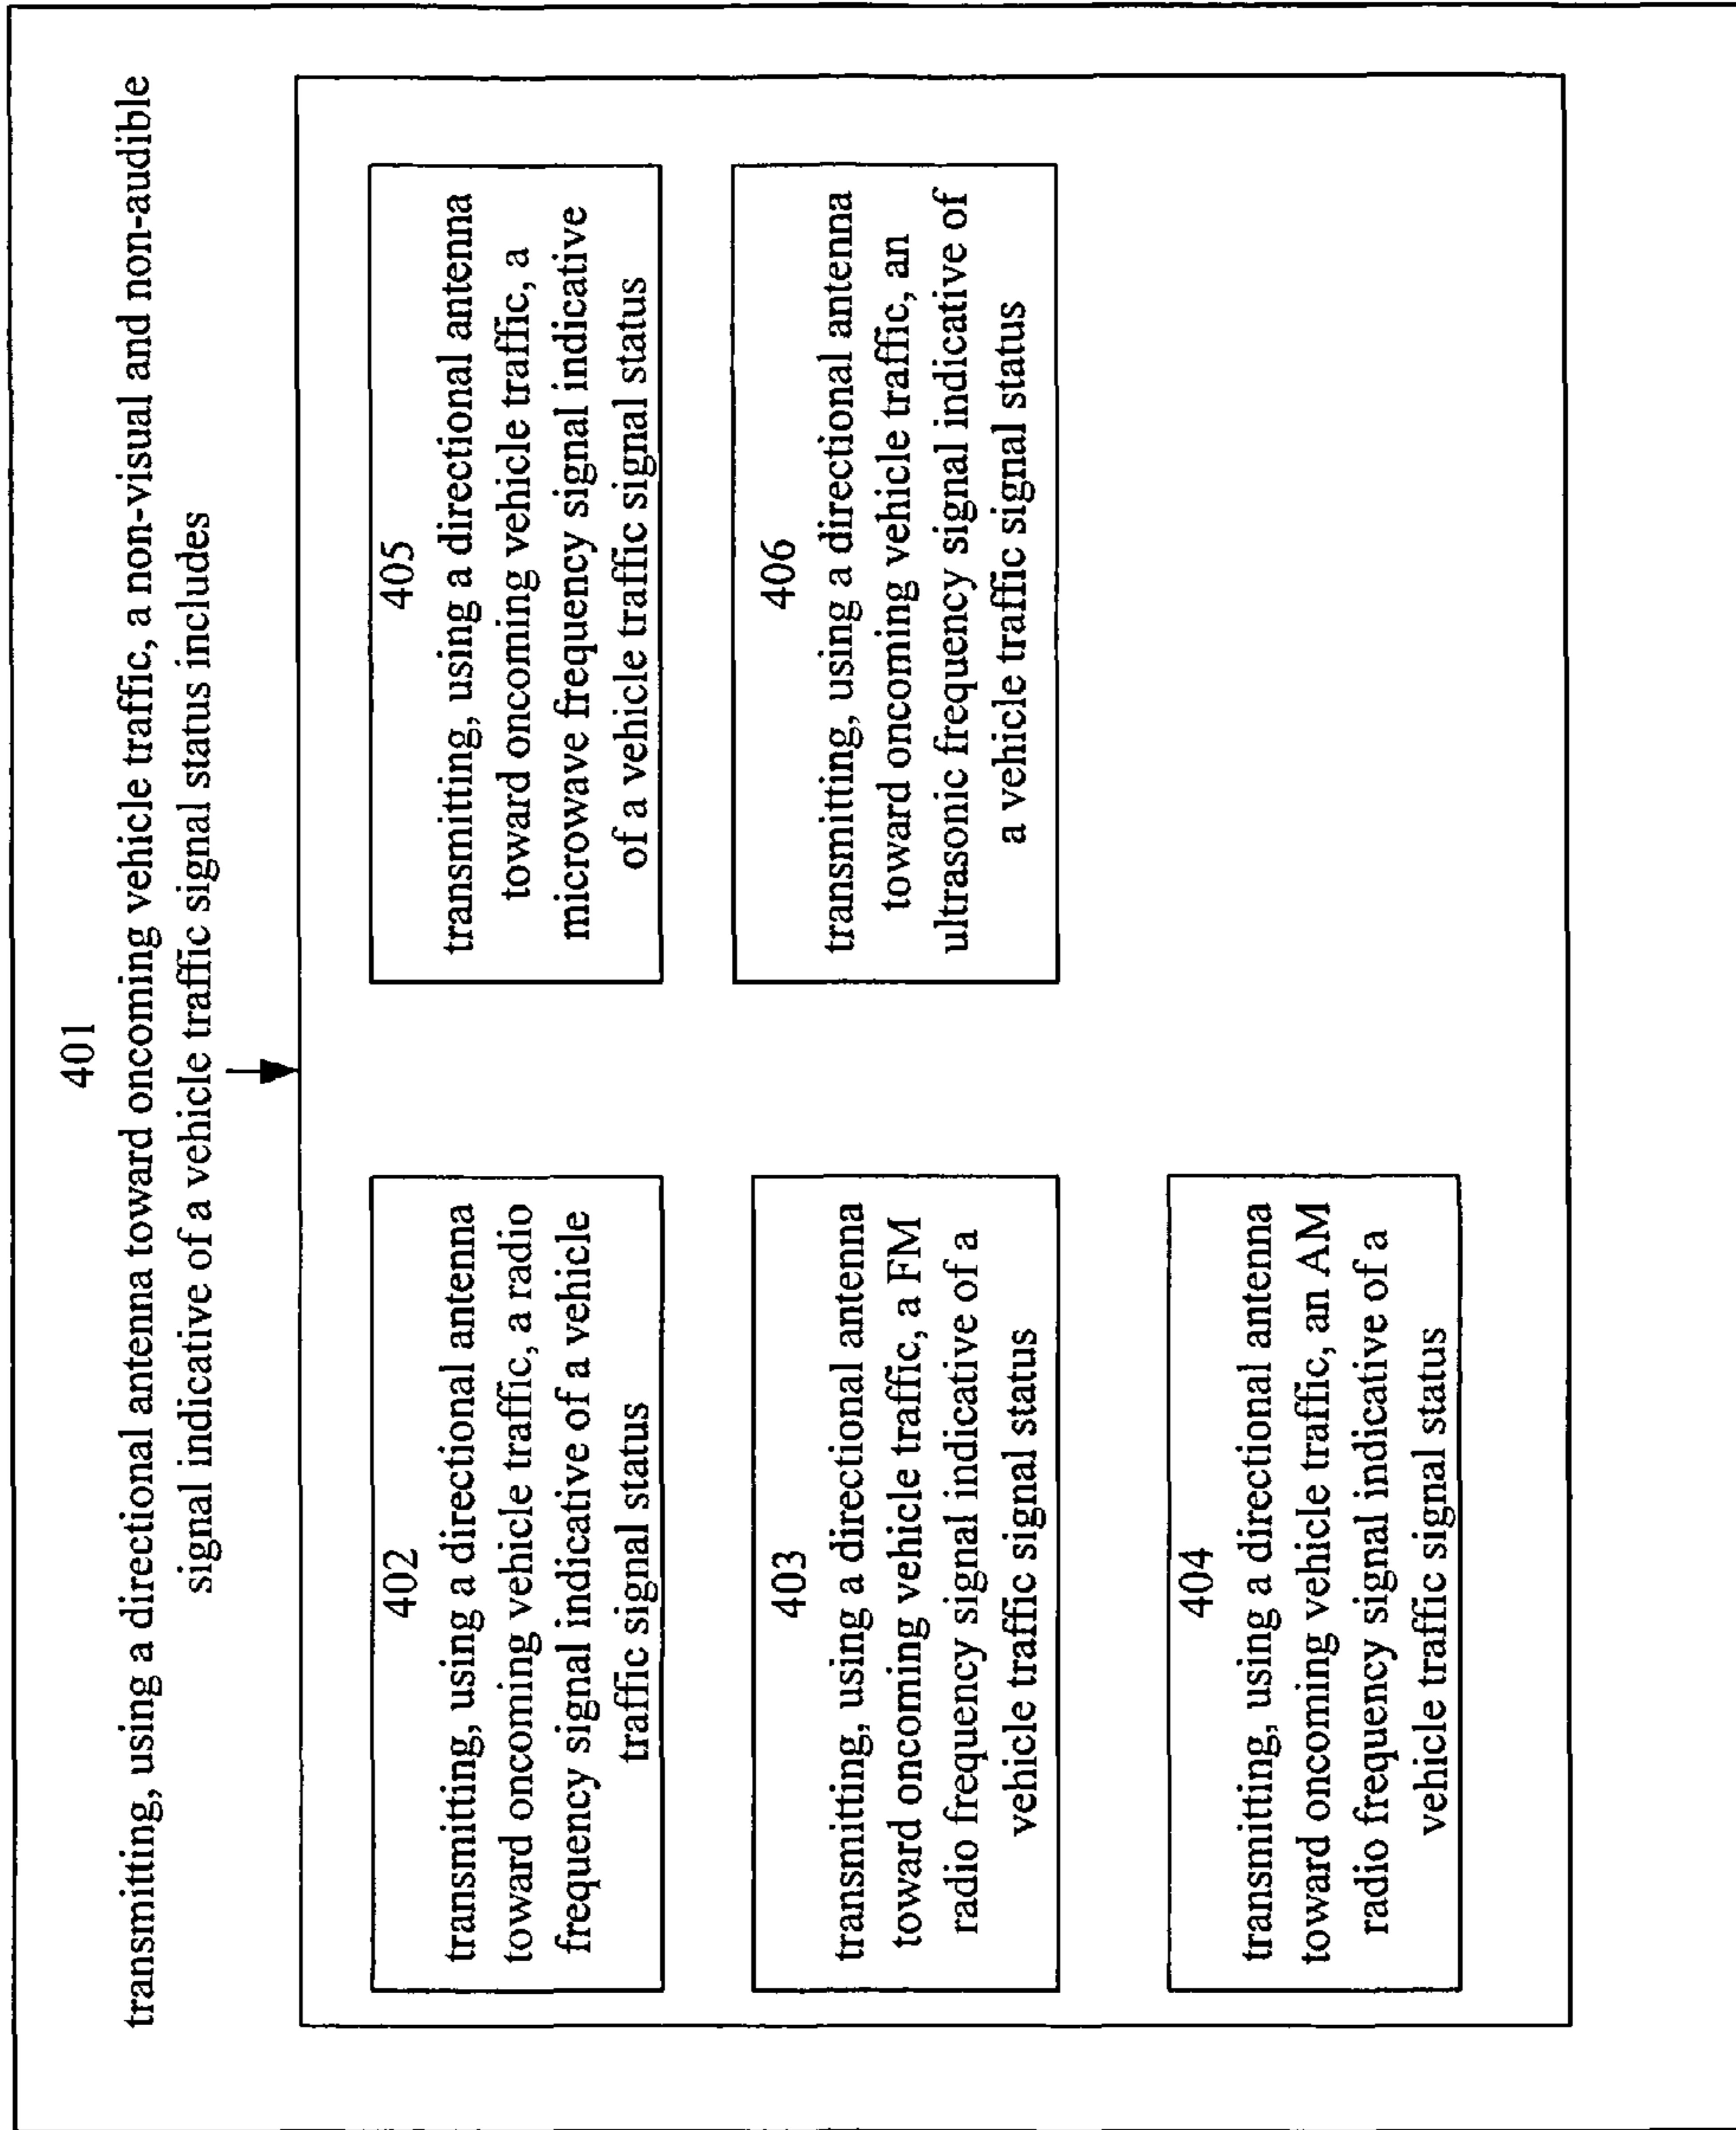 401
transmitting, using a directional antenna toward oncoming vehicle traffic, a non-visual and non-audible
signal indicative of a vehicle traffic signal status includes
402
transmitting, using a directional antenna
toward oncoming vehicle traffic, a radio
frequency signal indicative of a vehicle
traffic signal status
403
transmitting, using a directional antenna
toward oncoming vehicle traffic, a FM
radio frequency signal indicative of a
vehicle traffic signal status
404
transmitting, using a directional antenna
toward oncoming vehicle traffic, an AM
radio frequency signal indicative of a
vehicle traffic signal status
405
transmitting, using a directional antenna
toward oncoming vehicle traffic, a
microwave frequency signal indicative
of a vehicle traffic signal status
406
transmitting, using a directional antenna
toward oncoming vehicle traffic, an
ultrasonic frequency signal indicative of
a vehicle traffic signal status